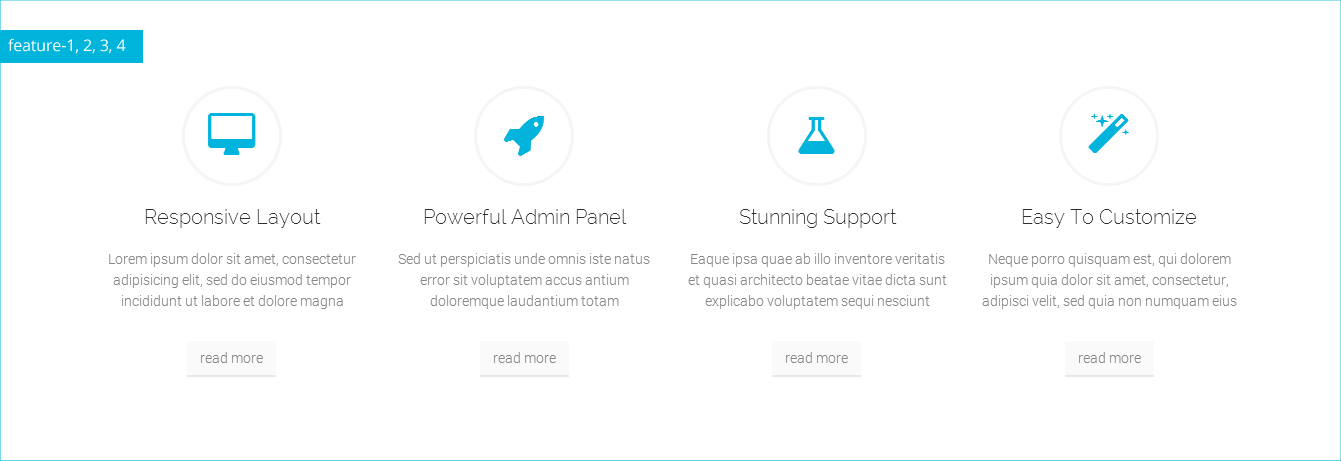 feature-1, 2, 3, 4
Responsive Layout
Lorem ipsum dolor sit amet, consectetur
adipisicing elit, sed do eiusmod tempor
incididunt ut labore et dolore magna
read more
Powerful Admin Panel
Sed ut perspiciatis unde omnis iste natus
error sit voluptatem accus antium
doloremque laudantium totam
read more
Stunning Support
Eaque ipsa quae ab illo inventore veritatis
et quasi architecto beatae vitae dicta sunt
explicabo voluptatem sequi nesciunt
read more
Easy To Customize
Neque porro quisquam est, qui dolorem
ipsum quia dolor sit amet, consectetur,
adipisci velit, sed quia non numquam eius
read more